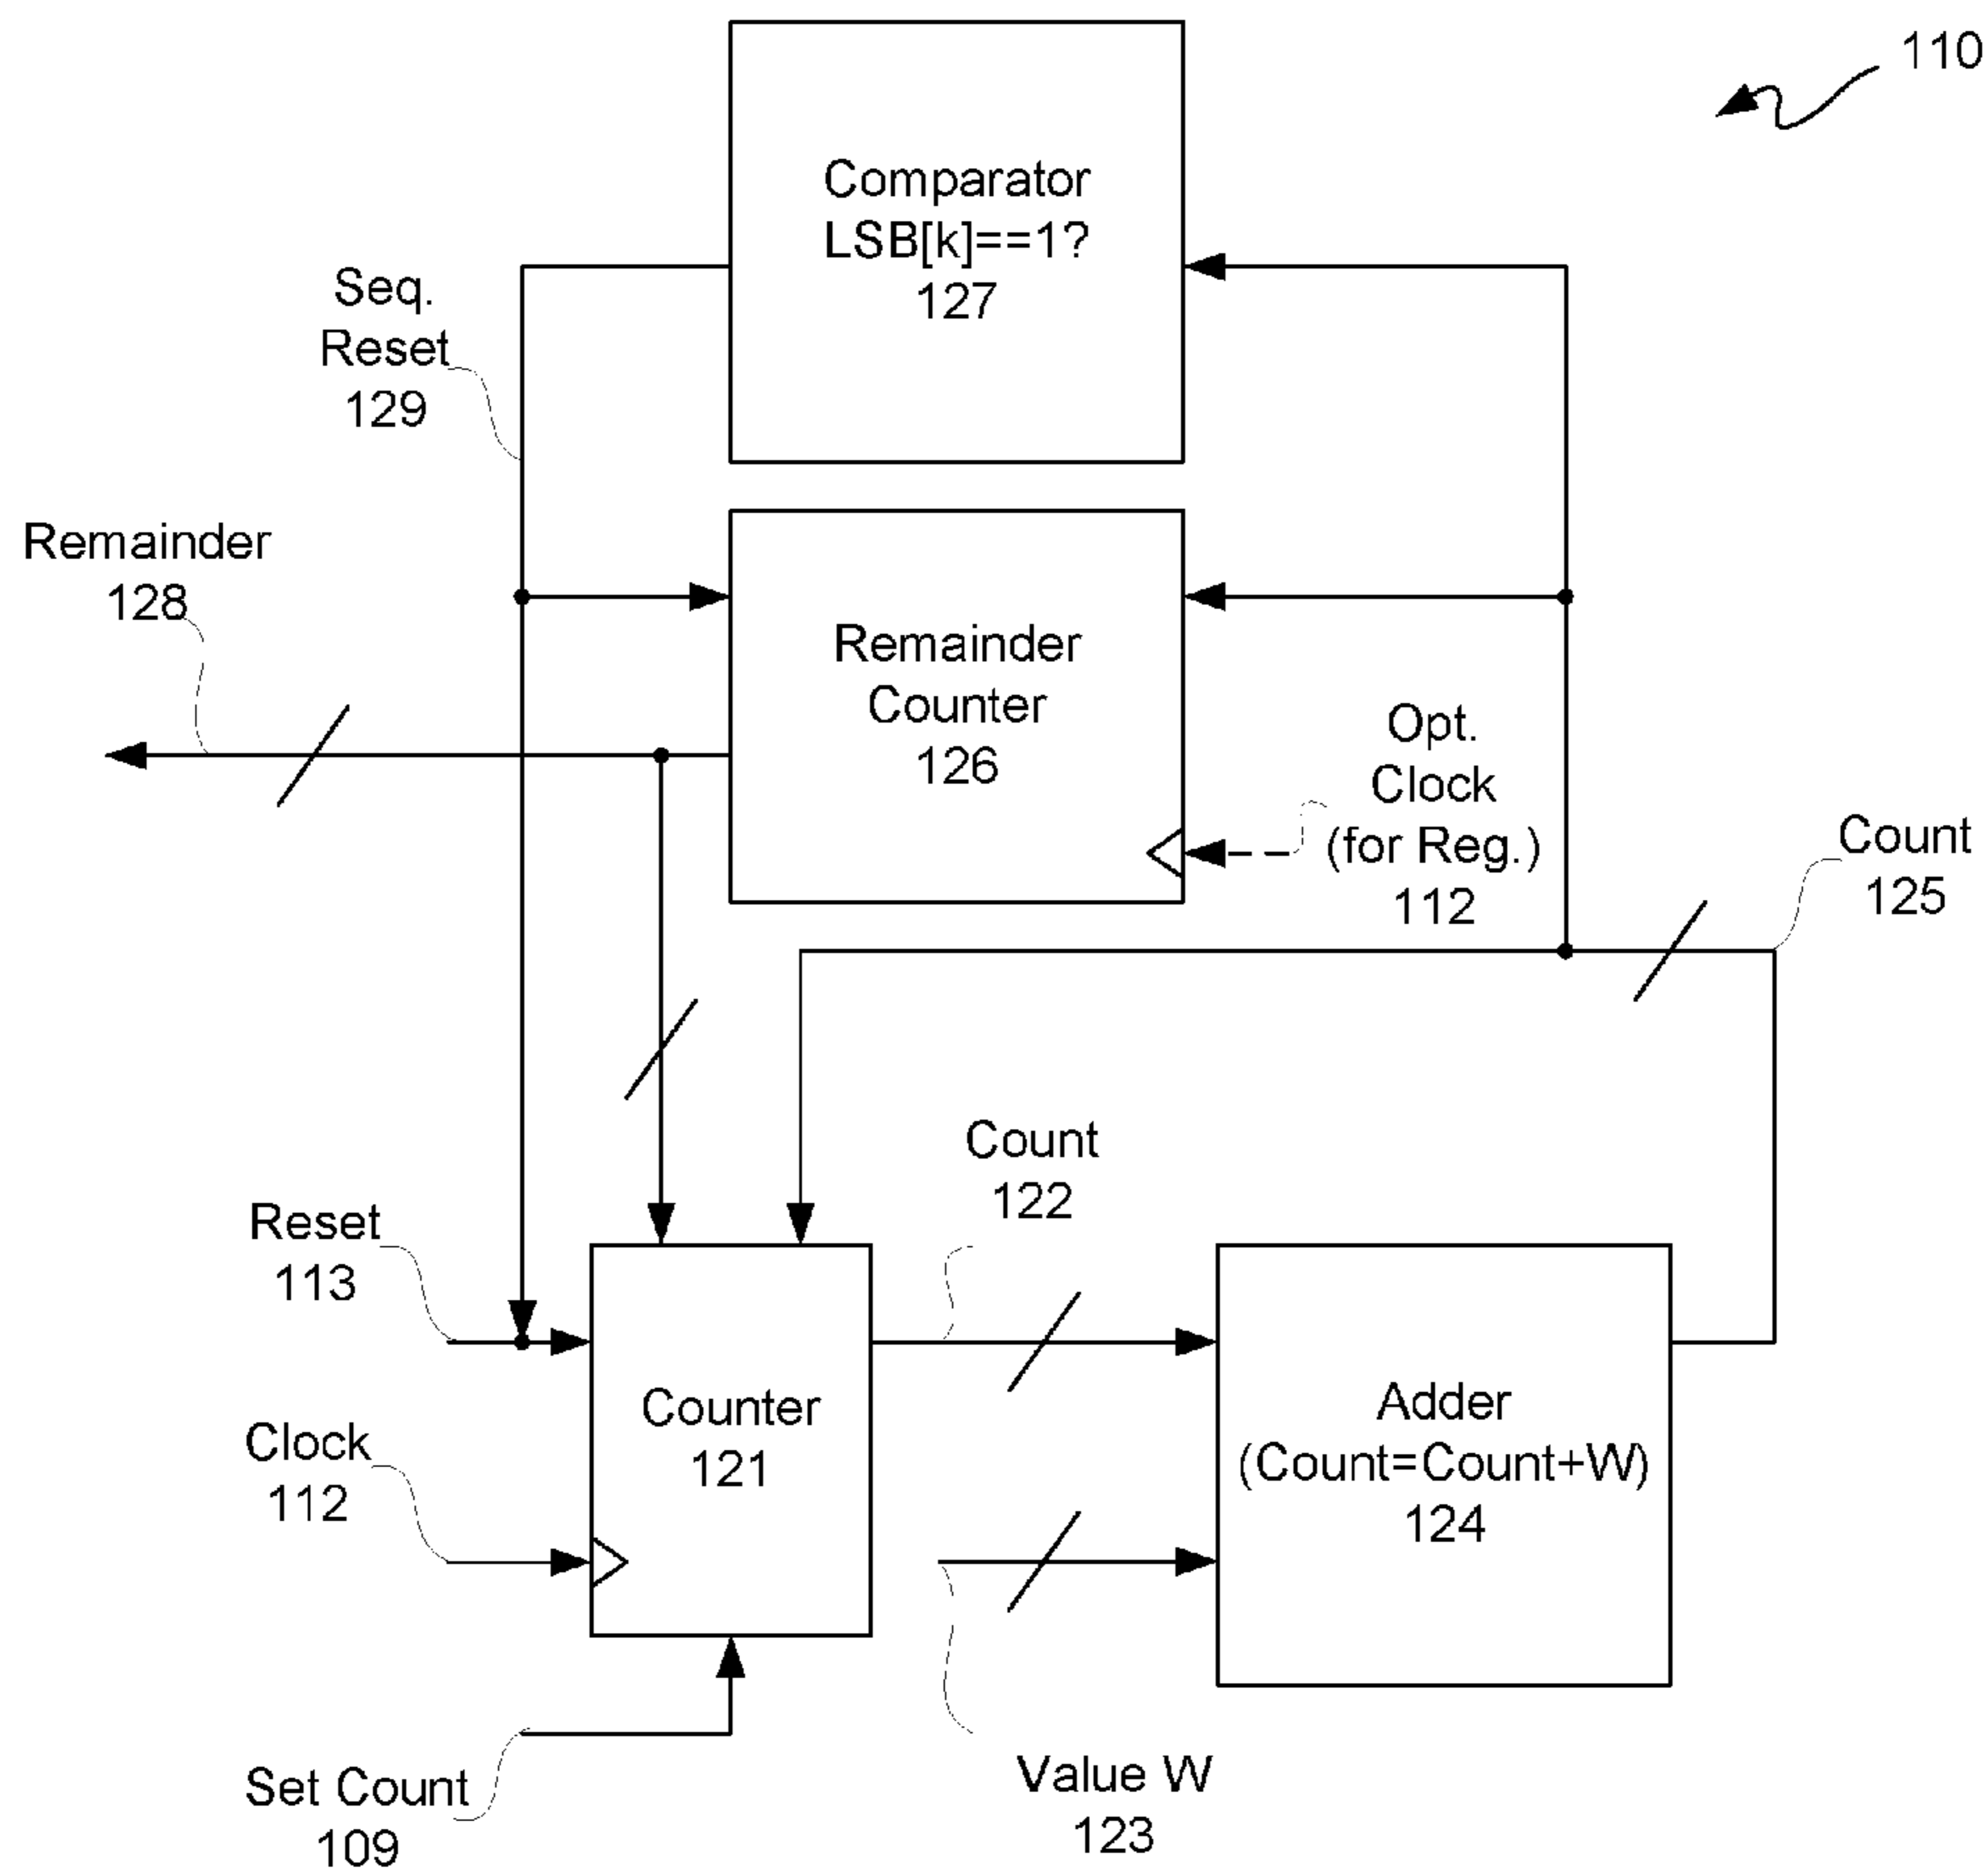 110
Comparator
LSB[k]==1?
127
Seq.
Reset
129
Remainder
128
Remainder
Counter
126
Opt.
Clock
(for Reg.)
112
Count
125
Count
122
Reset
113
Counter
121
Adder
(Count=Count+W)
124
Clock
112
Set Count
109
Value W
123